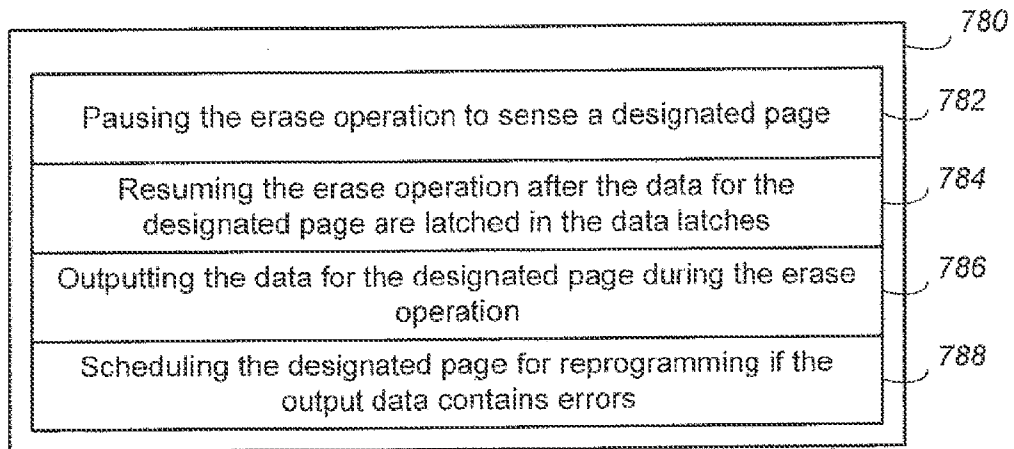 780
Pausing the erase operation to sense a designated page
782
Resuming the erase operation after the data for the
designated page are latched in the data latches
784
Outputting the data for the designated page during the erase
operation
786
Scheduling the designated page for reprogramming if the
output data contains errors
788